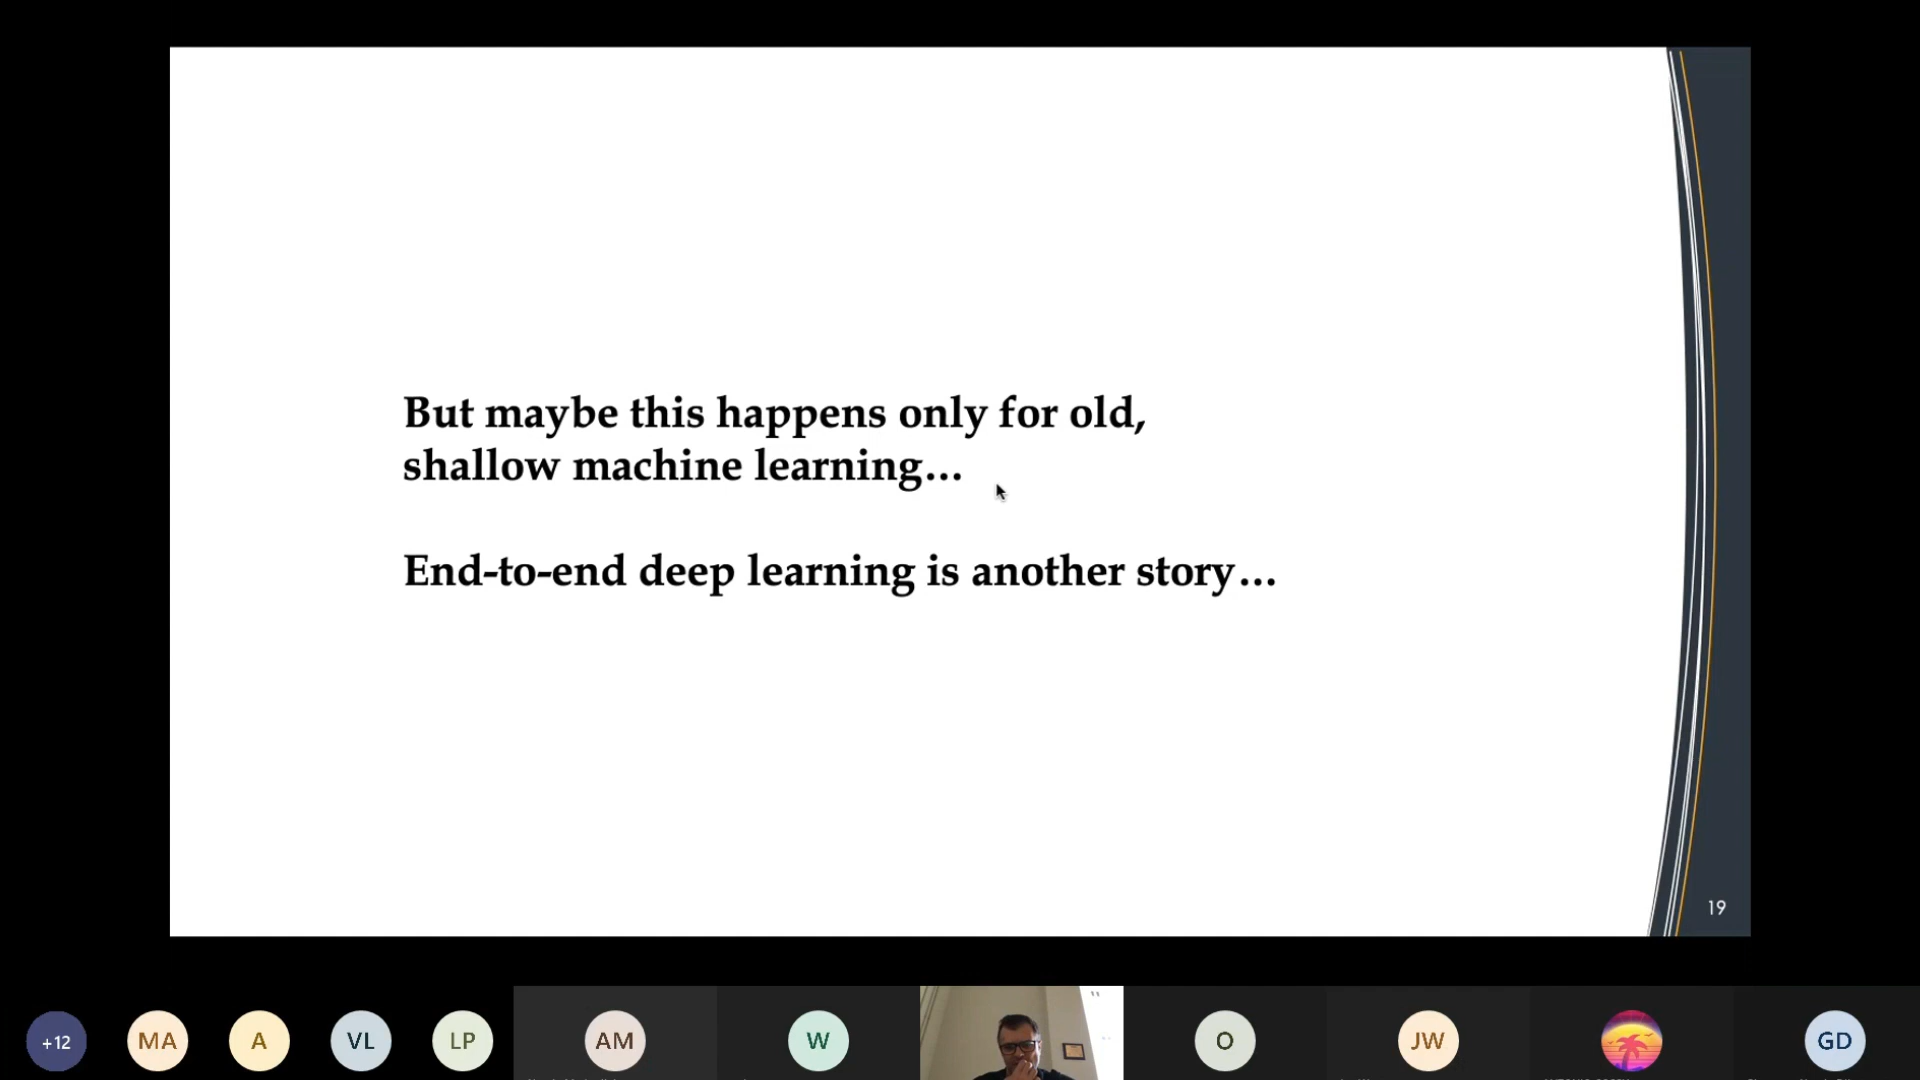 But maybe this happens only for old,
shallow machine learning...
End-to-end deep learning is another story...
19
+12
MA
A
VL
LP
AM
W
O
JW
GD